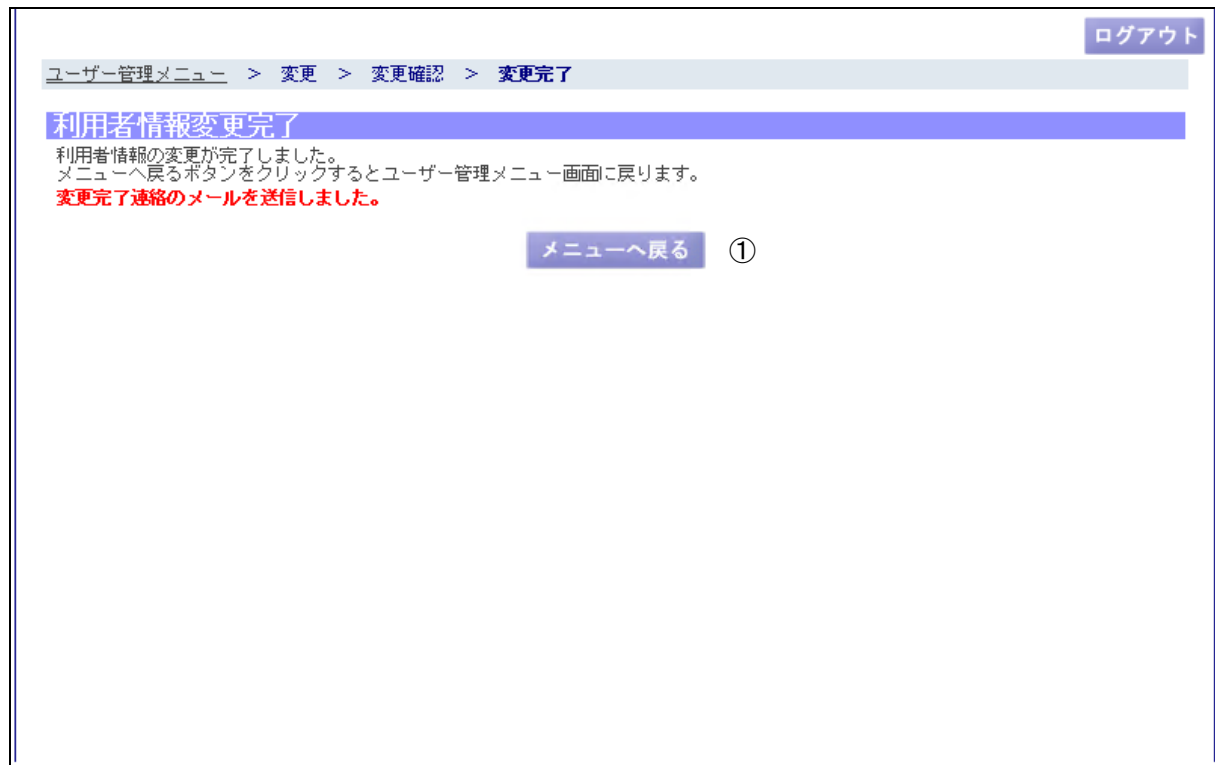 ログアウト
ユーザー管理メニュー > 変更 > 変更確認 > 変更完了
利用者情報変更完了
利用者情報の変更が完了しました。
メニューへ戻るボタンをクリックするとユーザー管理メニュー画面に戻ります。
変更完了連絡のメールを送信しました。
メニューへ戻る ①